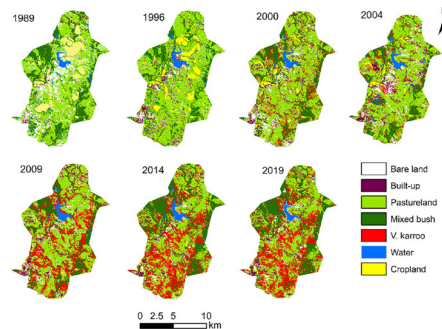 1989
1996
2000
2004
2009
2014
2019
Bare land
Built-up
Pastureland
Mixed bush
V. karroo
Water
Cropland
0 2.5 5 10
km